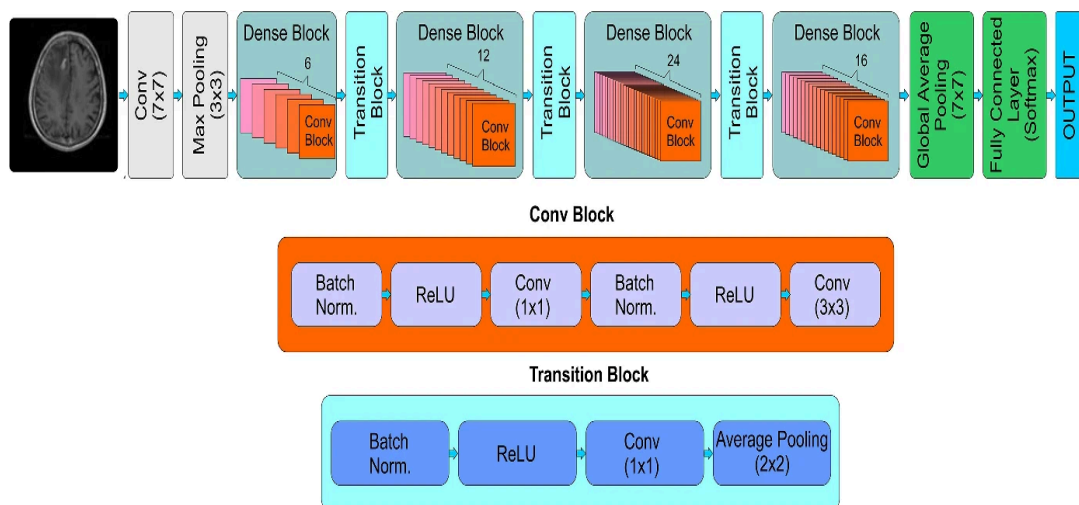 Conv
(7x7)
Max Pooling
(3x3)
Dense Block
6
Conv
Block
Transition
Block
Dense Block
12
Conv
Block
Transition
Block
Dense Block
24
Conv
Block
Transition
Block
Dense Block
16
Conv
Block
Global Average
Pooling
(7x7)
Fully Connected
Layer
(Softmax)
OUTPUT
Conv Block
Batch
Norm.
ReLU
Conv
(1x1)
Batch
Norm.
ReLU
Conv
(3x3)
Transition Block
Batch
Norm.
ReLU
Conv
(1x1)
Average Pooling
(2x2)